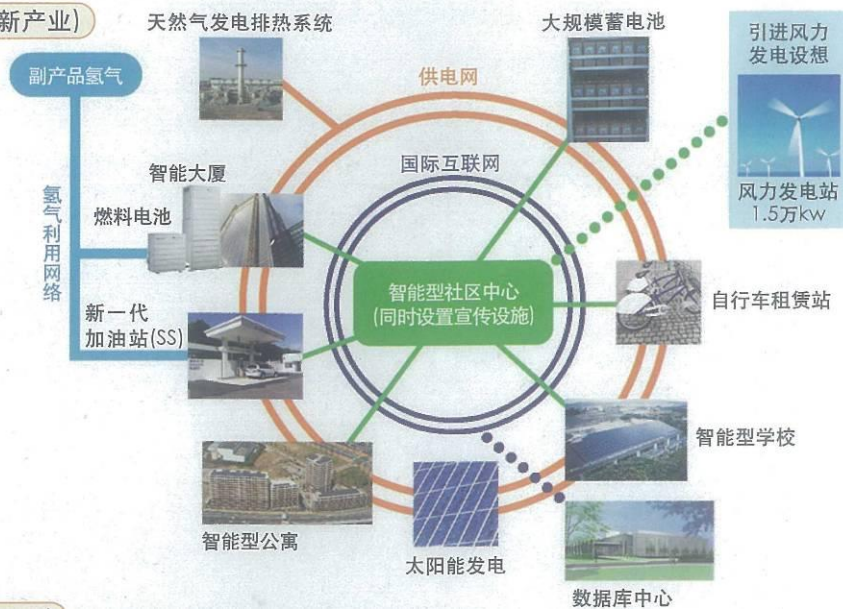 新产业)
天然气发电排热系统
大规模蓄电池
引进风力
发电设想
副产品氢气
供电网
国际互联网
智能大厦
燃料电池
氢气利用网络
风力发电站
1.5万kw
智能型社区中心
(同时设置宣传设施)
自行车租赁站
新一代
加油站(SS)
智能型学校
智能型公寓
太阳能发电
数据库中心